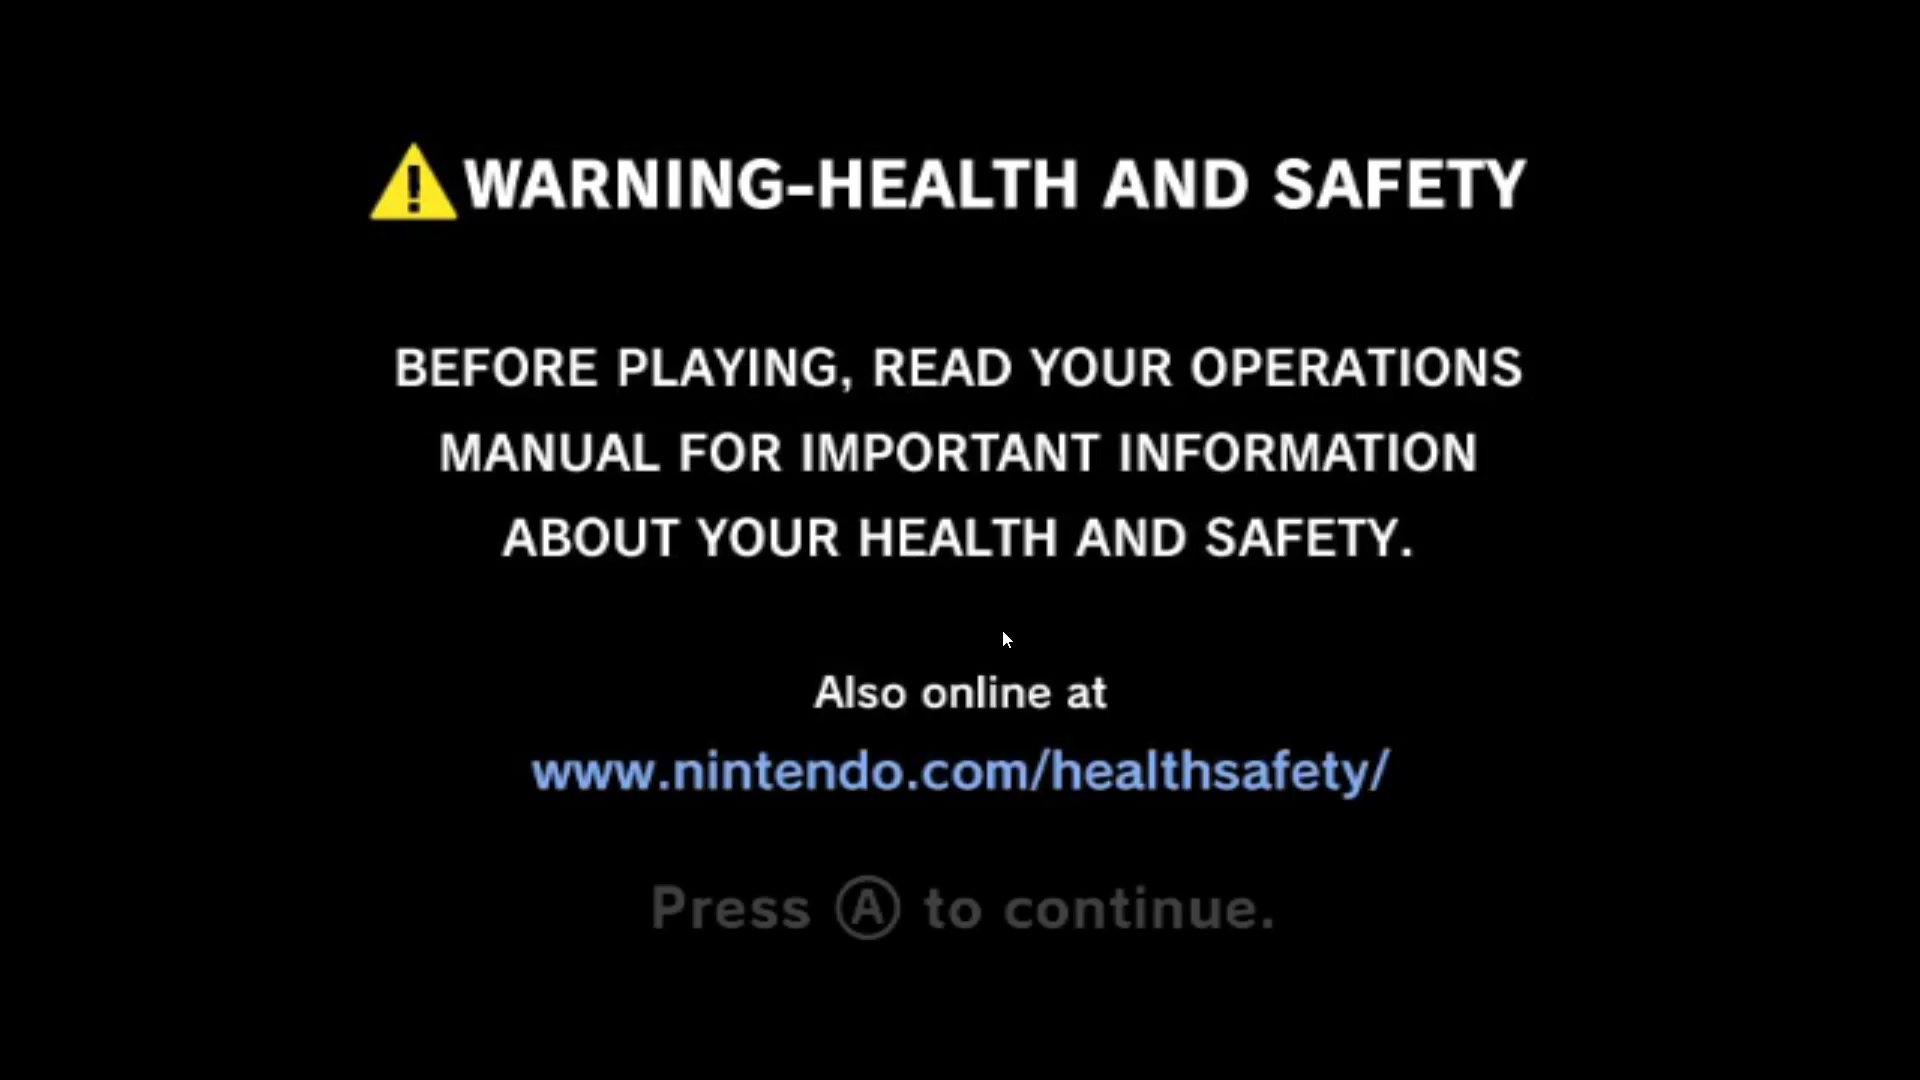 WARNING-HEALTH AND SAFETY
BEFORE PLAYING, READ YOUR OPERATIONS
MANUAL FOR IMPORTANT INFORMATION
ABOUT YOUR HEALTH AND SAFETY.
Also online at
www.nintendo.com/healthsafety/
Press Ⓐ to continue.